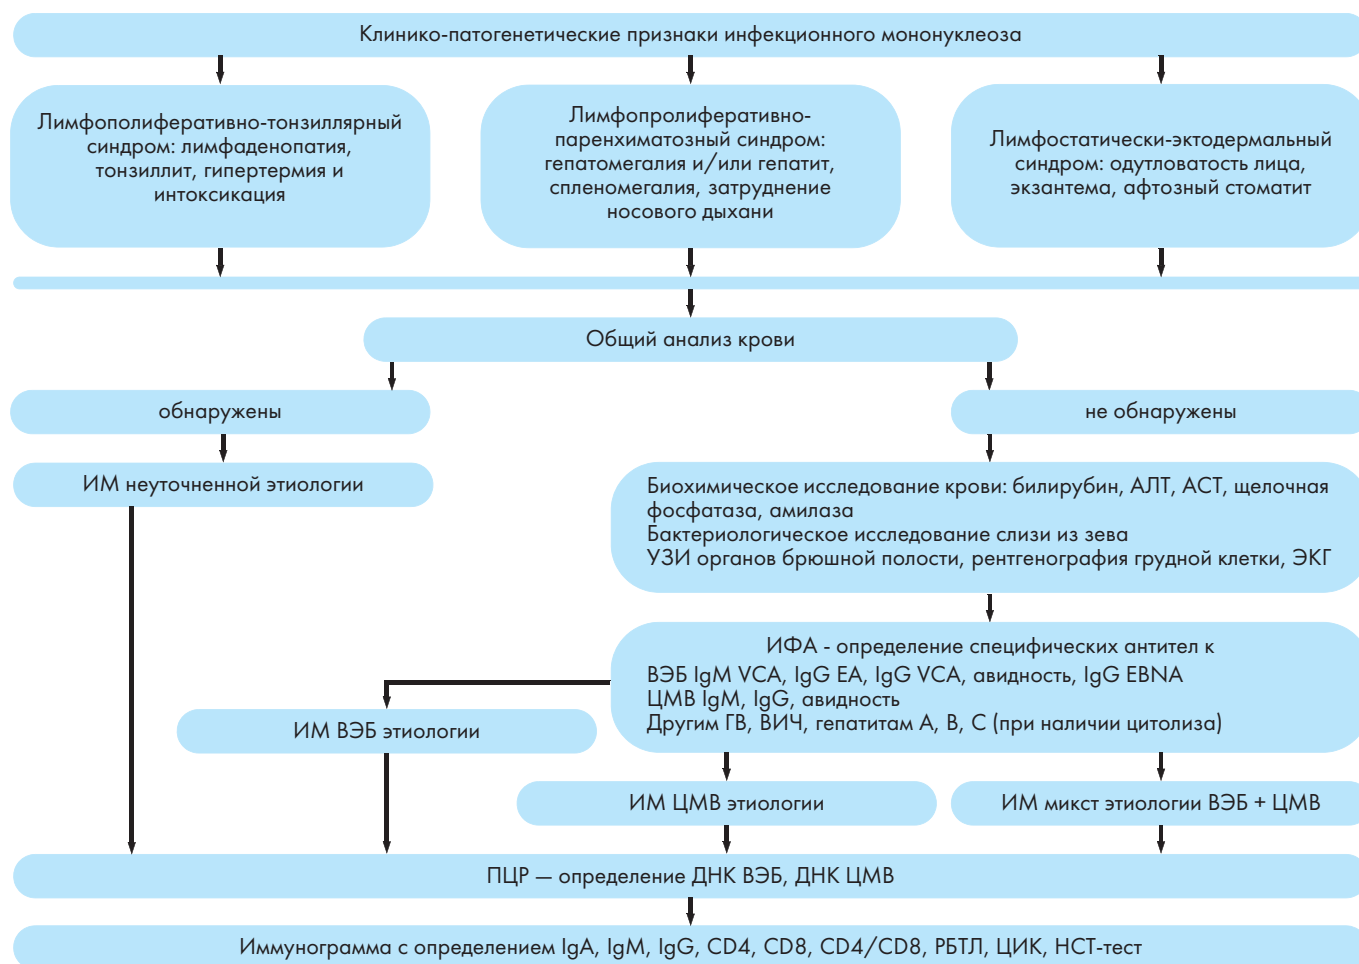 Клинико-патогенетические признаки инфекционного мононуклеоза
Лимфополиферативно-тонзиллярный
синдром: лимфаденопатия,
тонзиллит, гипертермия и
интоксикация
Лимфопролиферативно-
паренхиматозный синдром:
гепатомегалия и/или гепатит,
спленомегалия, затруднение
носового дыхани
Лимфостатически-эктодермальный
синдром: одутловатость лица,
экзантема, афтозный стоматит
Общий анализ крови
обнаружены
не обнаружены
ИМ неуточненной этиологии
Биохимическое исследование крови: билирубин, АЛТ, АСТ, щелочная
фосфатаза, амилаза
Бактериологическое исследование слизи из зева
УЗИ органов брюшной полости, рентгенография грудной клетки, ЭКГ
ИФА - определение специфических антител к
ВЭБ IgM VCA, IgG EA, IgG VCA, авидность, IgG EBNA
ЦМВ IgM, IgG, авидность
Другим ГВ, ВИЧ, гепатитам А, В, С (при наличии цитолиза)
ИМ ВЭБ этиологии
ИМ ЦМВ этиологии
ИМ микст этиологии ВЭБ + ЦМВ
ПЦР — определение ДНК ВЭБ, ДНК ЦМВ
Иммунограмма с определением IgA, IgM, IgG, CD4, CD8, CD4/CD8, РБТЛ, ЦИК, НСТ-тест